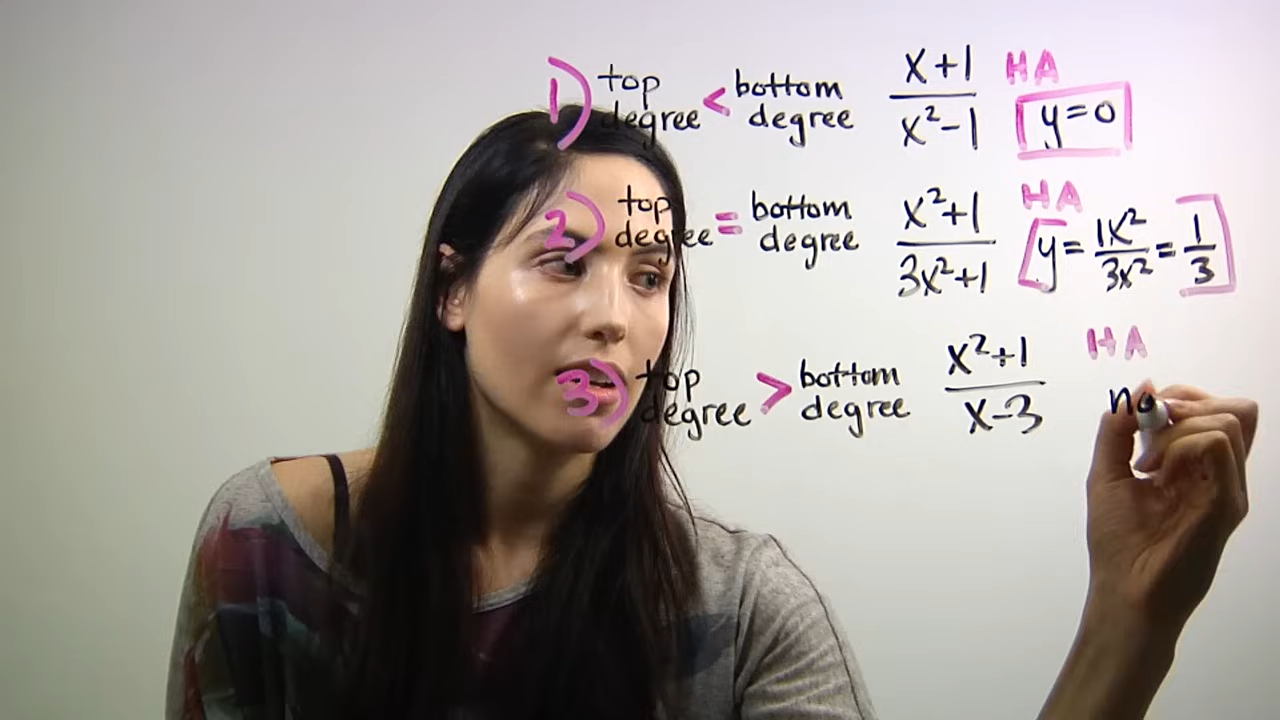 1) top degree < bottom degree
x+1
x²-1
HA
y=0
2) top degree = bottom degree
x²+1
3x²+1
HA
y= 1x²/3x² = 1/3
3) top degree > bottom degree
x²+1
x-3
HA
no